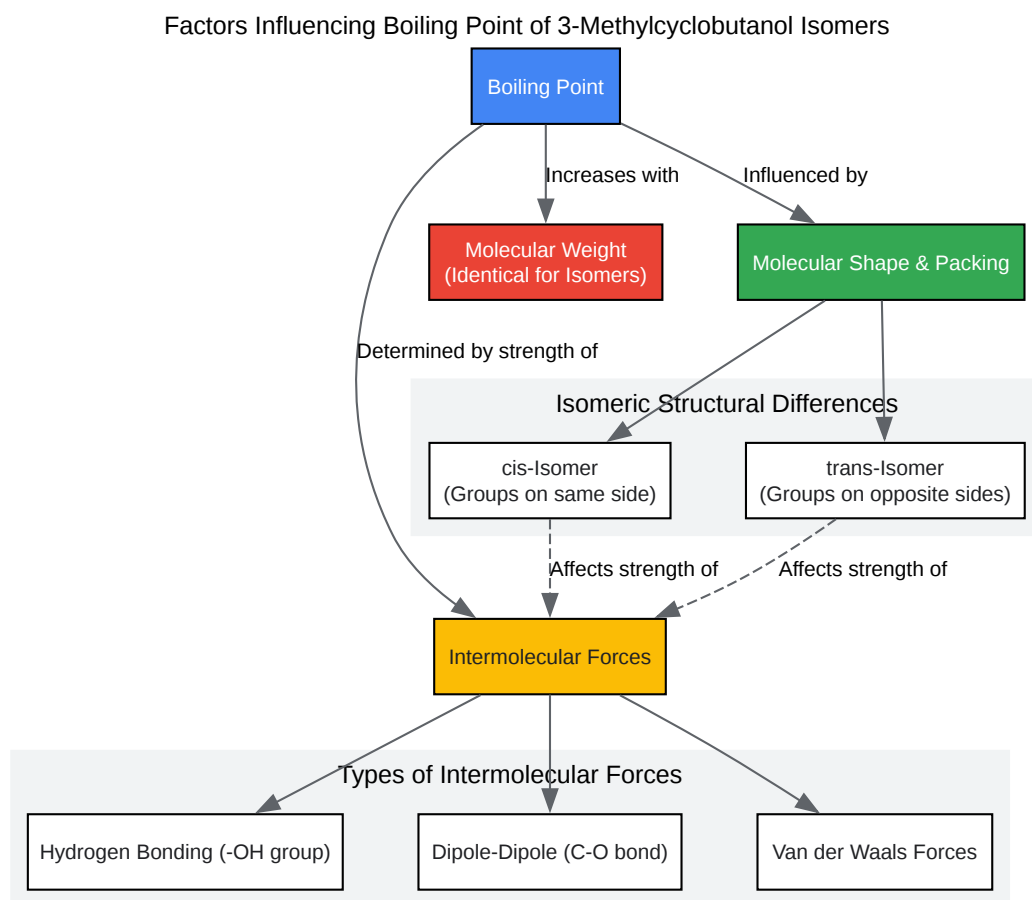 Factors Influencing Boiling Point of 3-Methylcyclobutanol Isomers
Boiling Point
Increases with
Influenced by
Molecular Weight
(Identical for Isomers)
Molecular Shape & Packing
Determined by strength of
Isomeric Structural Differences
cis-Isomer
(Groups on same side)
trans-Isomer
(Groups on opposite sides)
Affects strength of
Affects strength of
Intermolecular Forces
Types of Intermolecular Forces
Hydrogen Bonding (-OH group)
Dipole-Dipole (C-O bond)
Van der Waals Forces